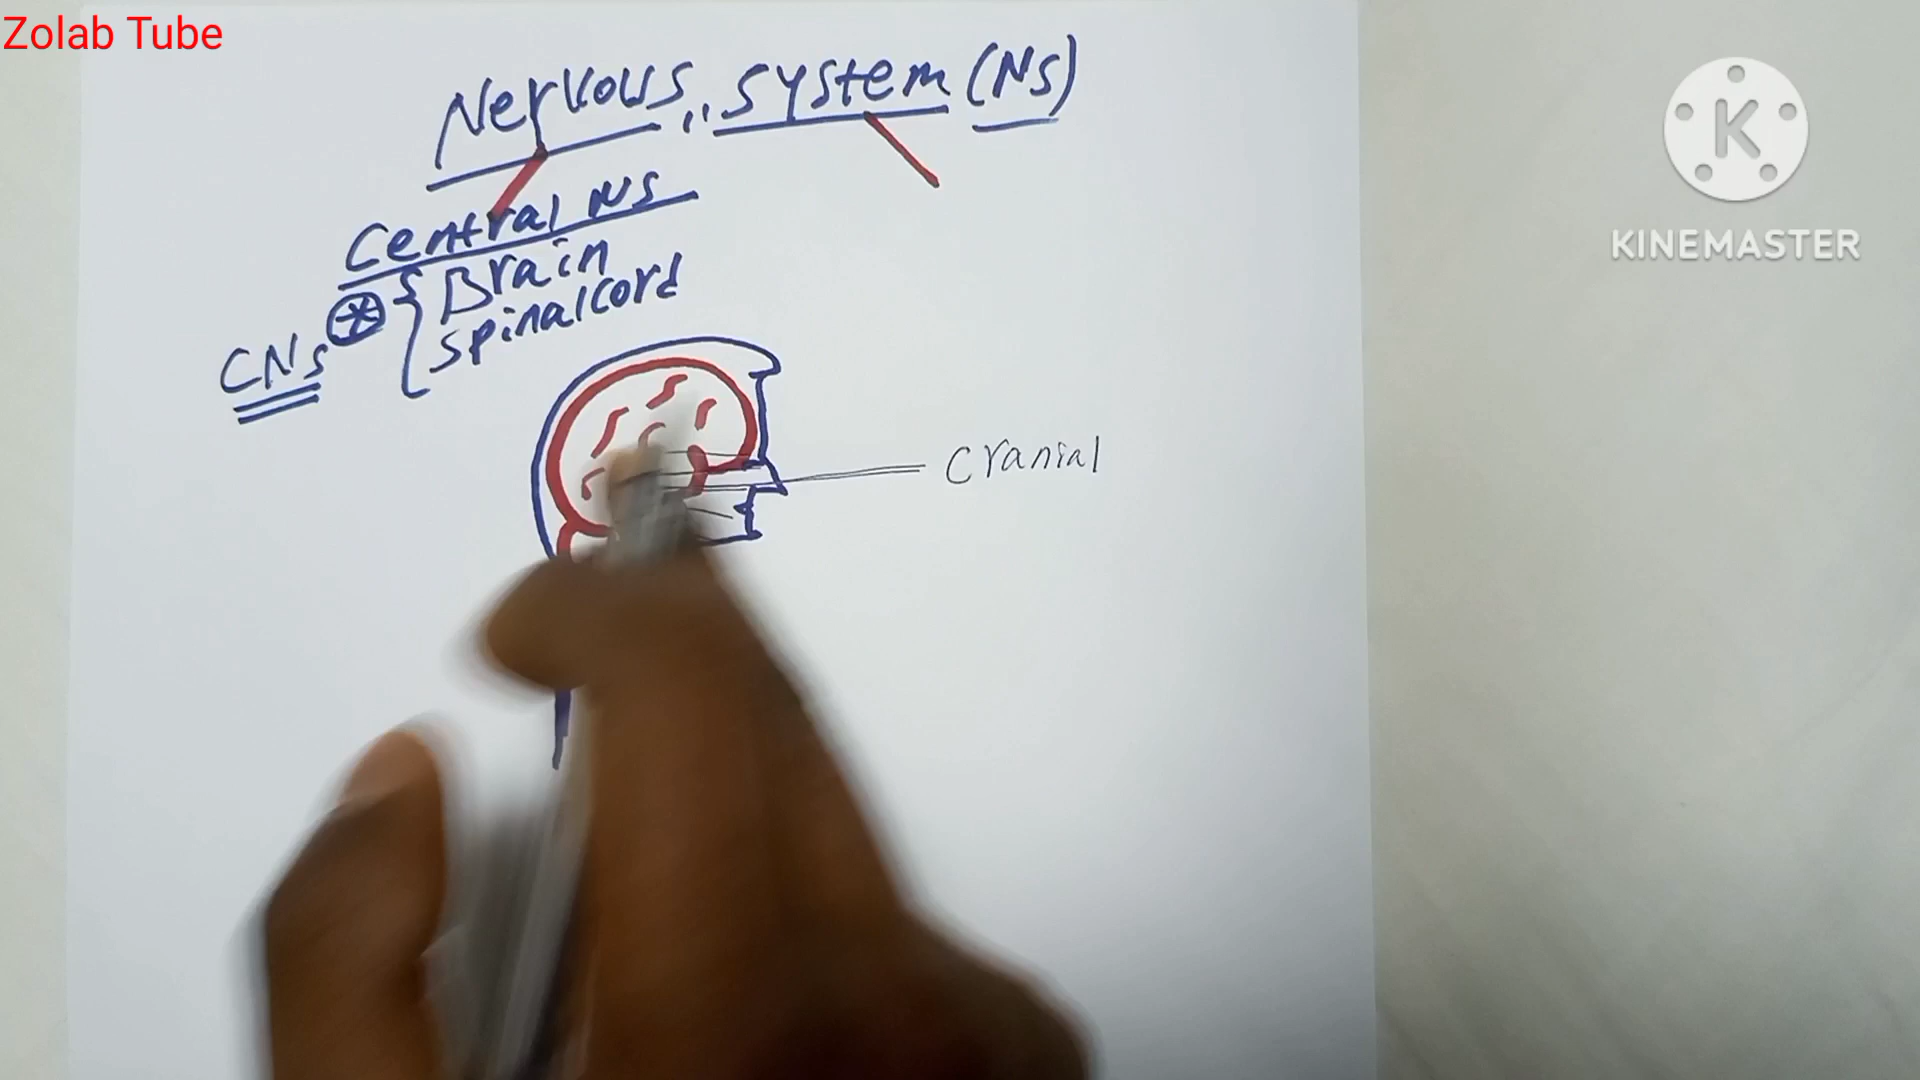 Zolab Tube
Nervous system (NS)
Central NS
Brain
Spinalcord
CNS
cranial
K
KINEMASTER